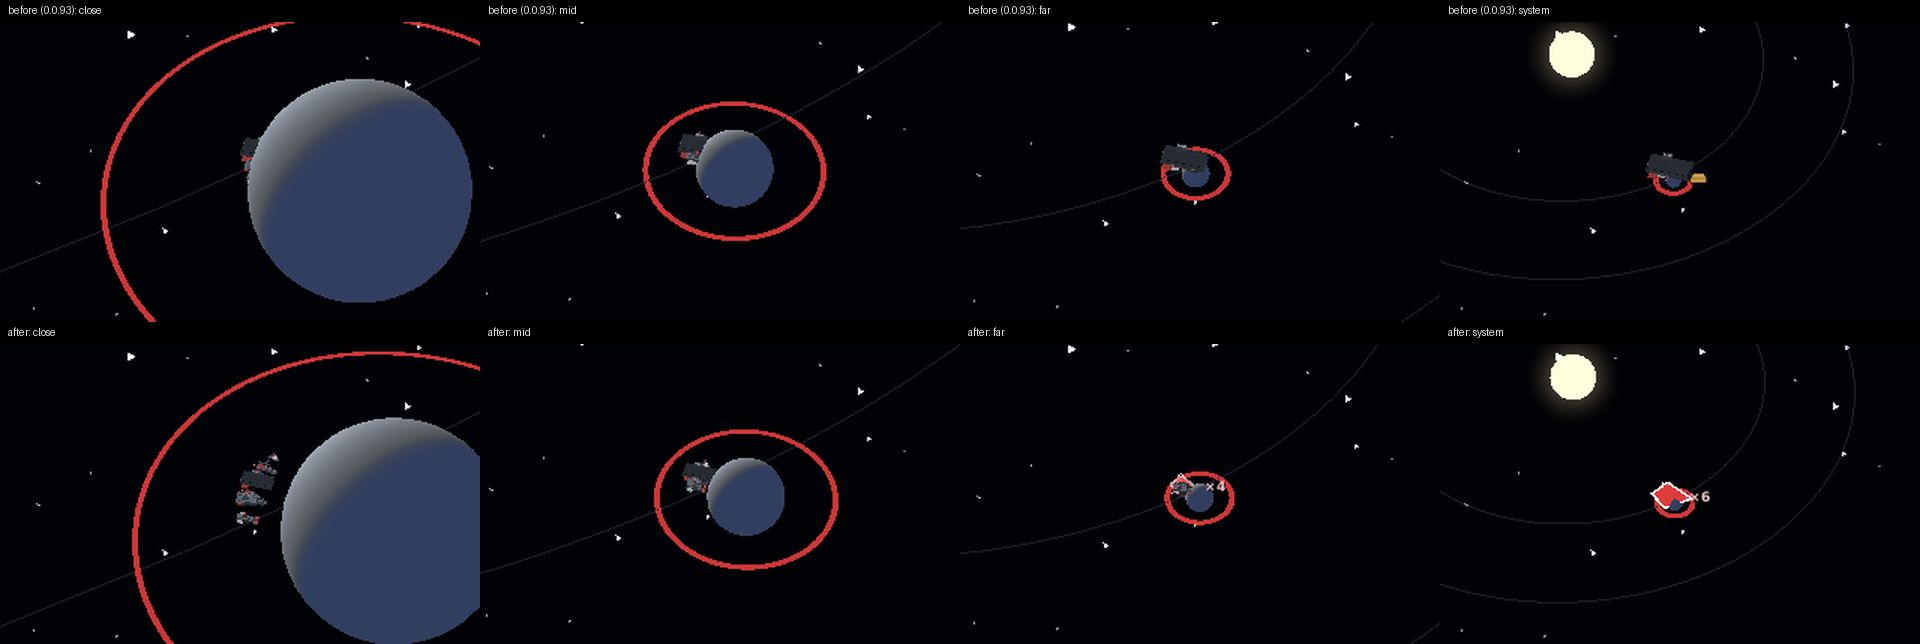 before (0.0.93): close
before (0.0.93): mid
before (0.0.93): far
before (0.0.93): system
after: close
after: mid
after: far
after: system
×4
×6